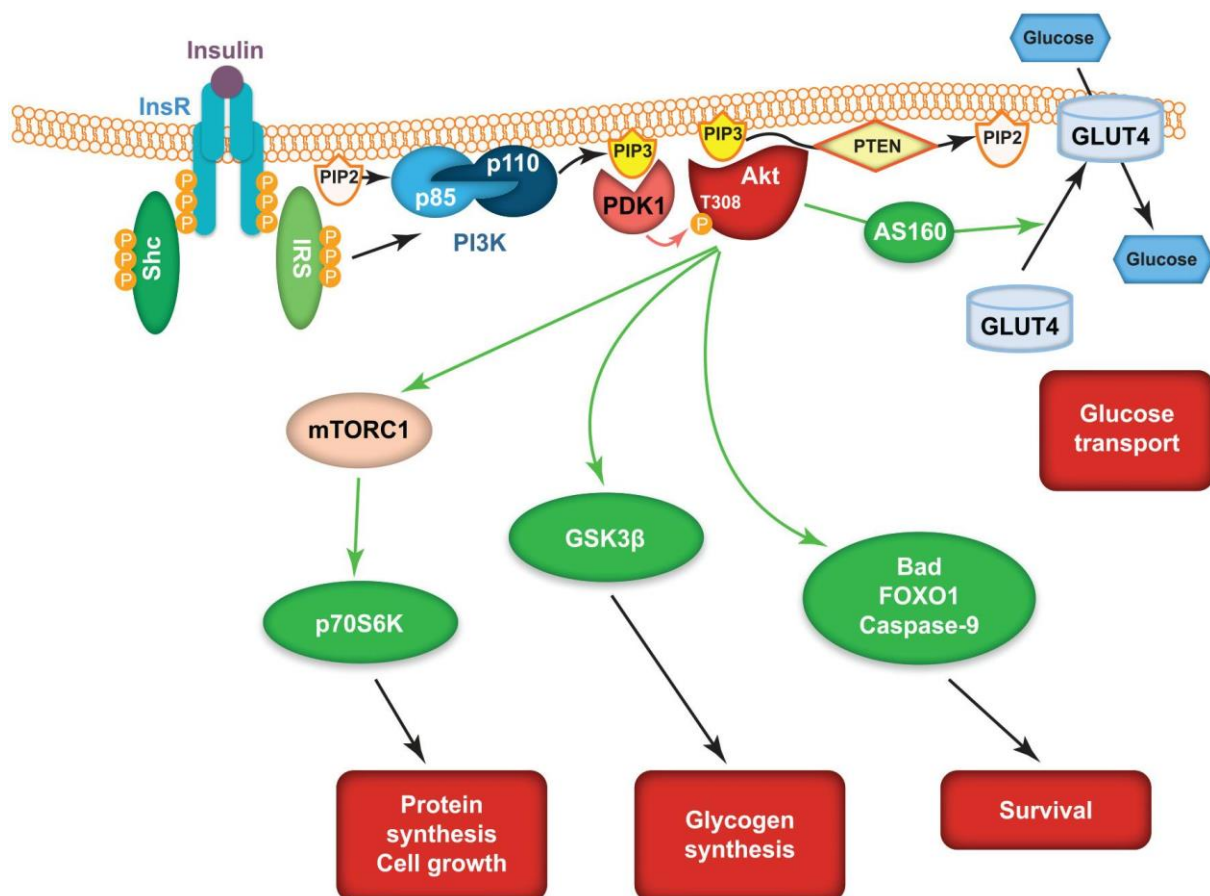 Insulin
InsR
Glucose
PIP2
p85
p110
PI3K
PIP3
PDK1
PIP3
Akt
T308
P
PTEN
PIP2
GLUT4
AS160
Glucose
GLUT4
P
P
P
P
P
P
Shc
P
P
P
IRS
P
P
P
Glucose
transport
mTORC1
GSK3β
Bad
FOXO1
Caspase-9
p70S6K
Protein
synthesis
Cell growth
Glycogen
synthesis
Survival